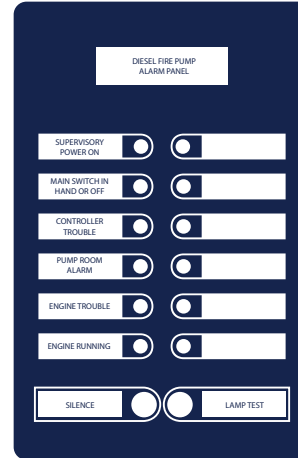 DIESEL FIRE PUMP
ALARM PANEL
SUPERVISORY
POWER ON
MAIN SWITCH IN
HAND OR OFF
CONTROLLER
TROUBLE
PUMP ROOM
ALARM
ENGINE TROUBLE
ENGINE RUNNING
SILENCE
LAMP TEST